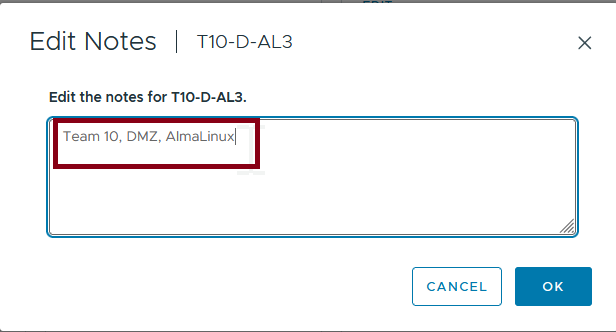 Edit Notes | T10-D-AL3
Edit the notes for T10-D-AL3.
Team 10, DMZ, AlmaLinux
CANCEL OK